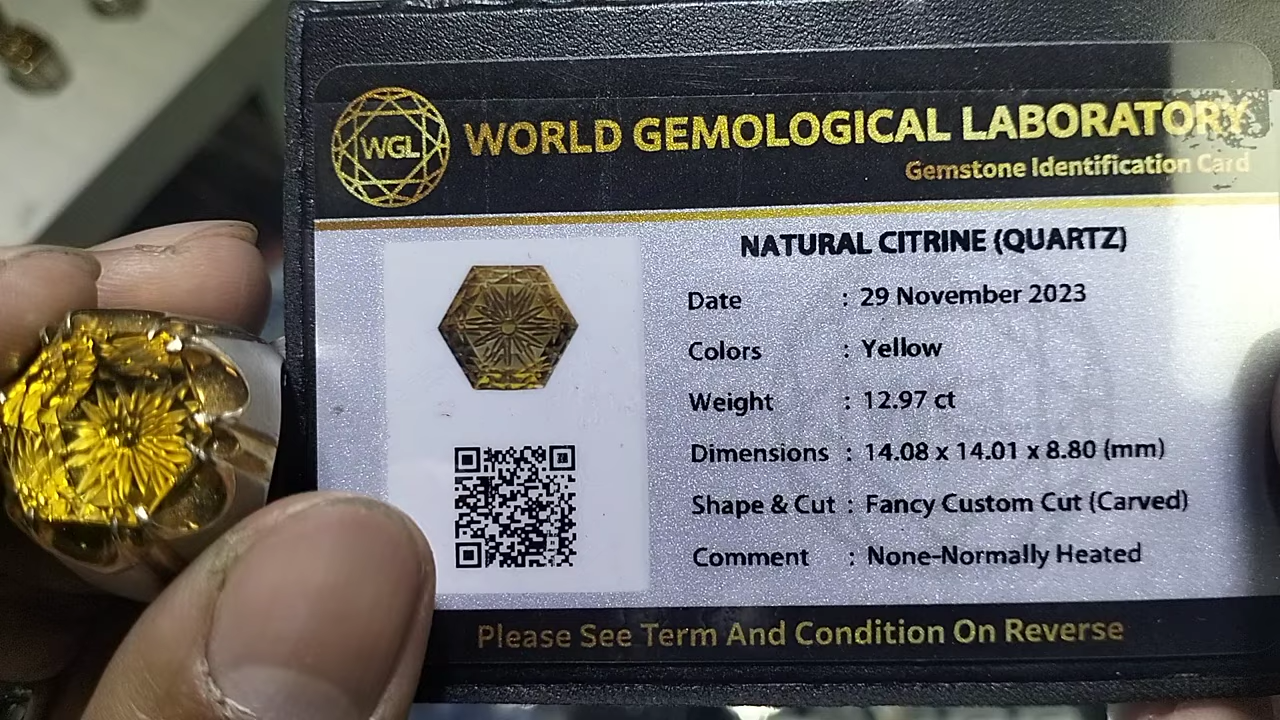 WGL
WORLD GEMOLOGICAL LABORATORY
Gemstone Identification Card
NATURAL CITRINE (QUARTZ)
Date : 29 November 2023
Colors : Yellow
Weight : 12.97 ct
Dimensions : 14.08 x 14.01 x 8.80 (mm)
Shape & Cut : Fancy Custom Cut (Carved)
Comment : None-Normally Heated
Please See Term And Condition On Reverse